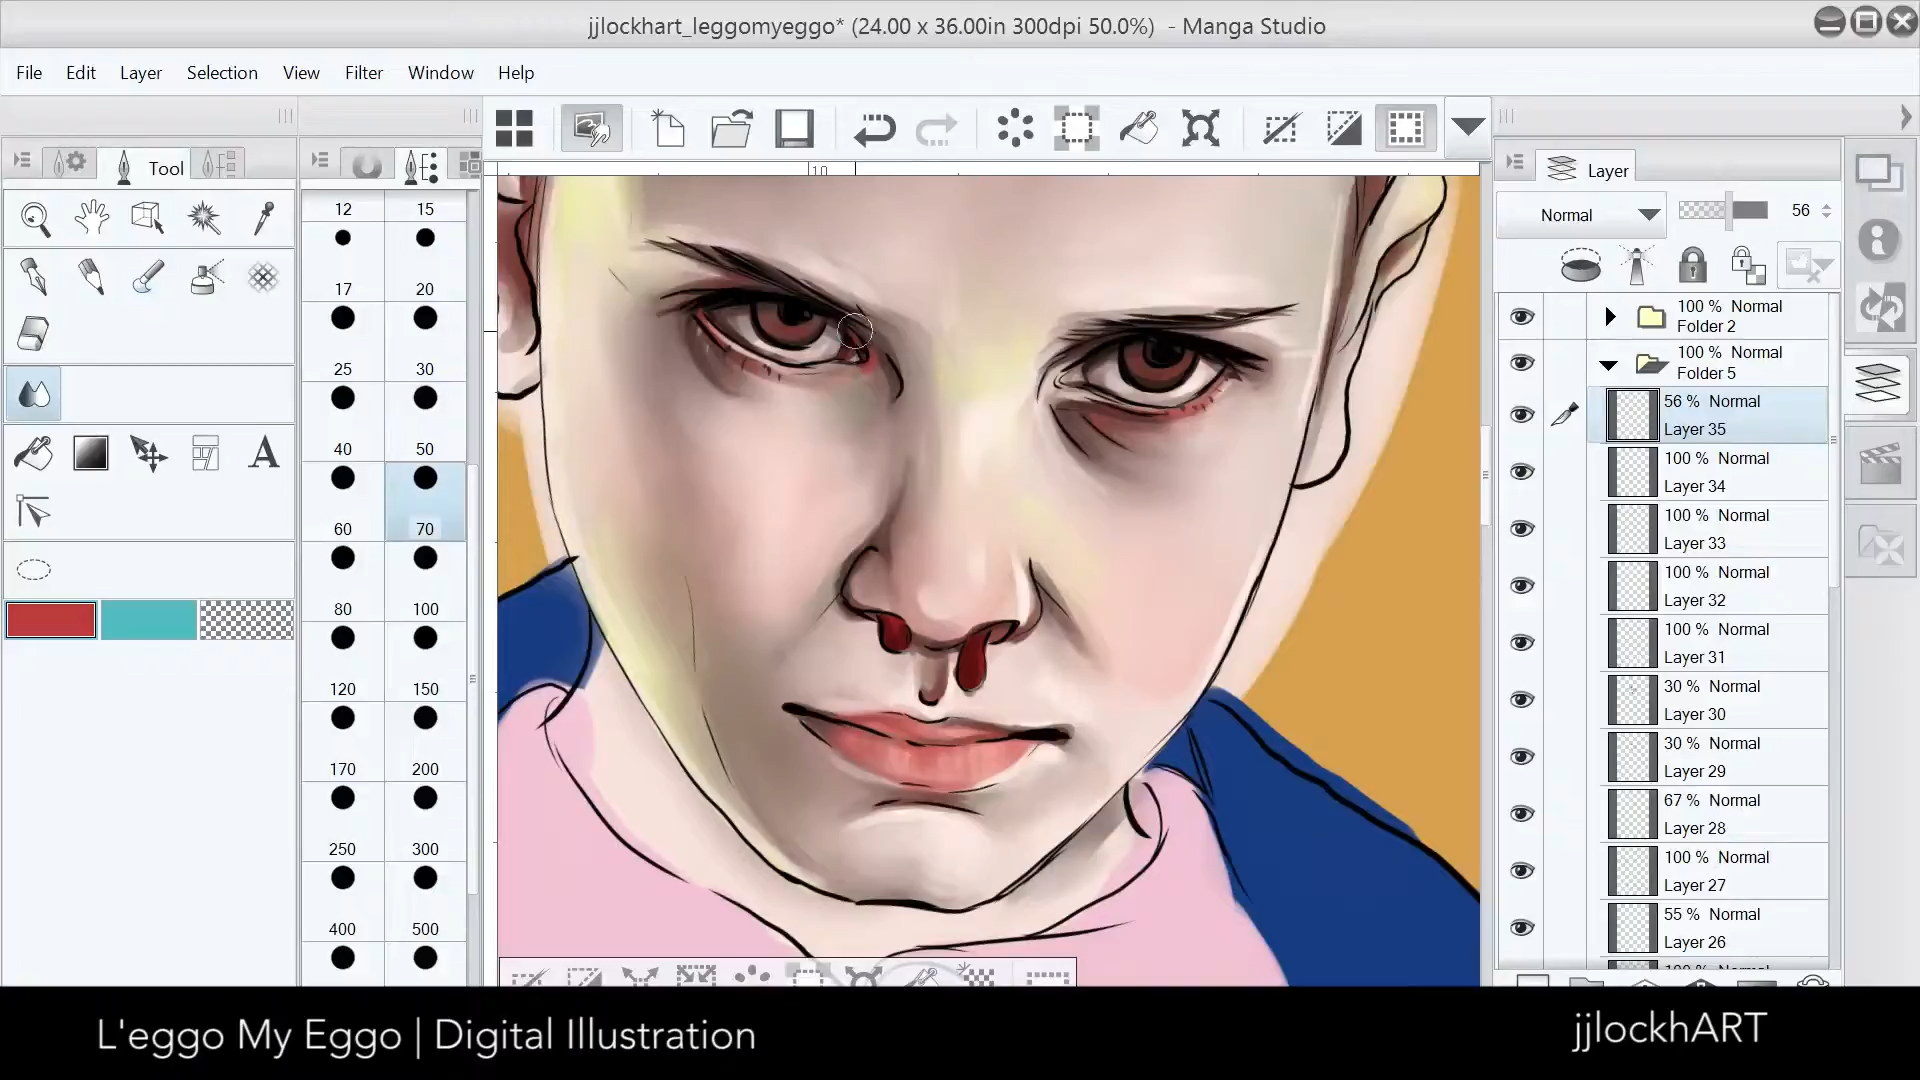 jjlockhart_leggomyeggo* (24.00 x 36.00in 300dpi 50.0%)  - Manga Studio
File Edit Layer Selection View Filter Window Help
Tool
Layer
10
Normal 56
12 15
17 20
25 30
40 50
60 70
80 100
120 150
170 200
250 300
400 500
A
100 % Normal
Folder 2
100 % Normal
Folder 5
56 % Normal
Layer 35
100 % Normal
Layer 34
100 % Normal
Layer 33
100 % Normal
Layer 32
100 % Normal
Layer 31
30 % Normal
Layer 30
30 % Normal
Layer 29
67 % Normal
Layer 28
100 % Normal
Layer 27
55 % Normal
Layer 26
L'eggo My Eggo | Digital Illustration
jjlockhART